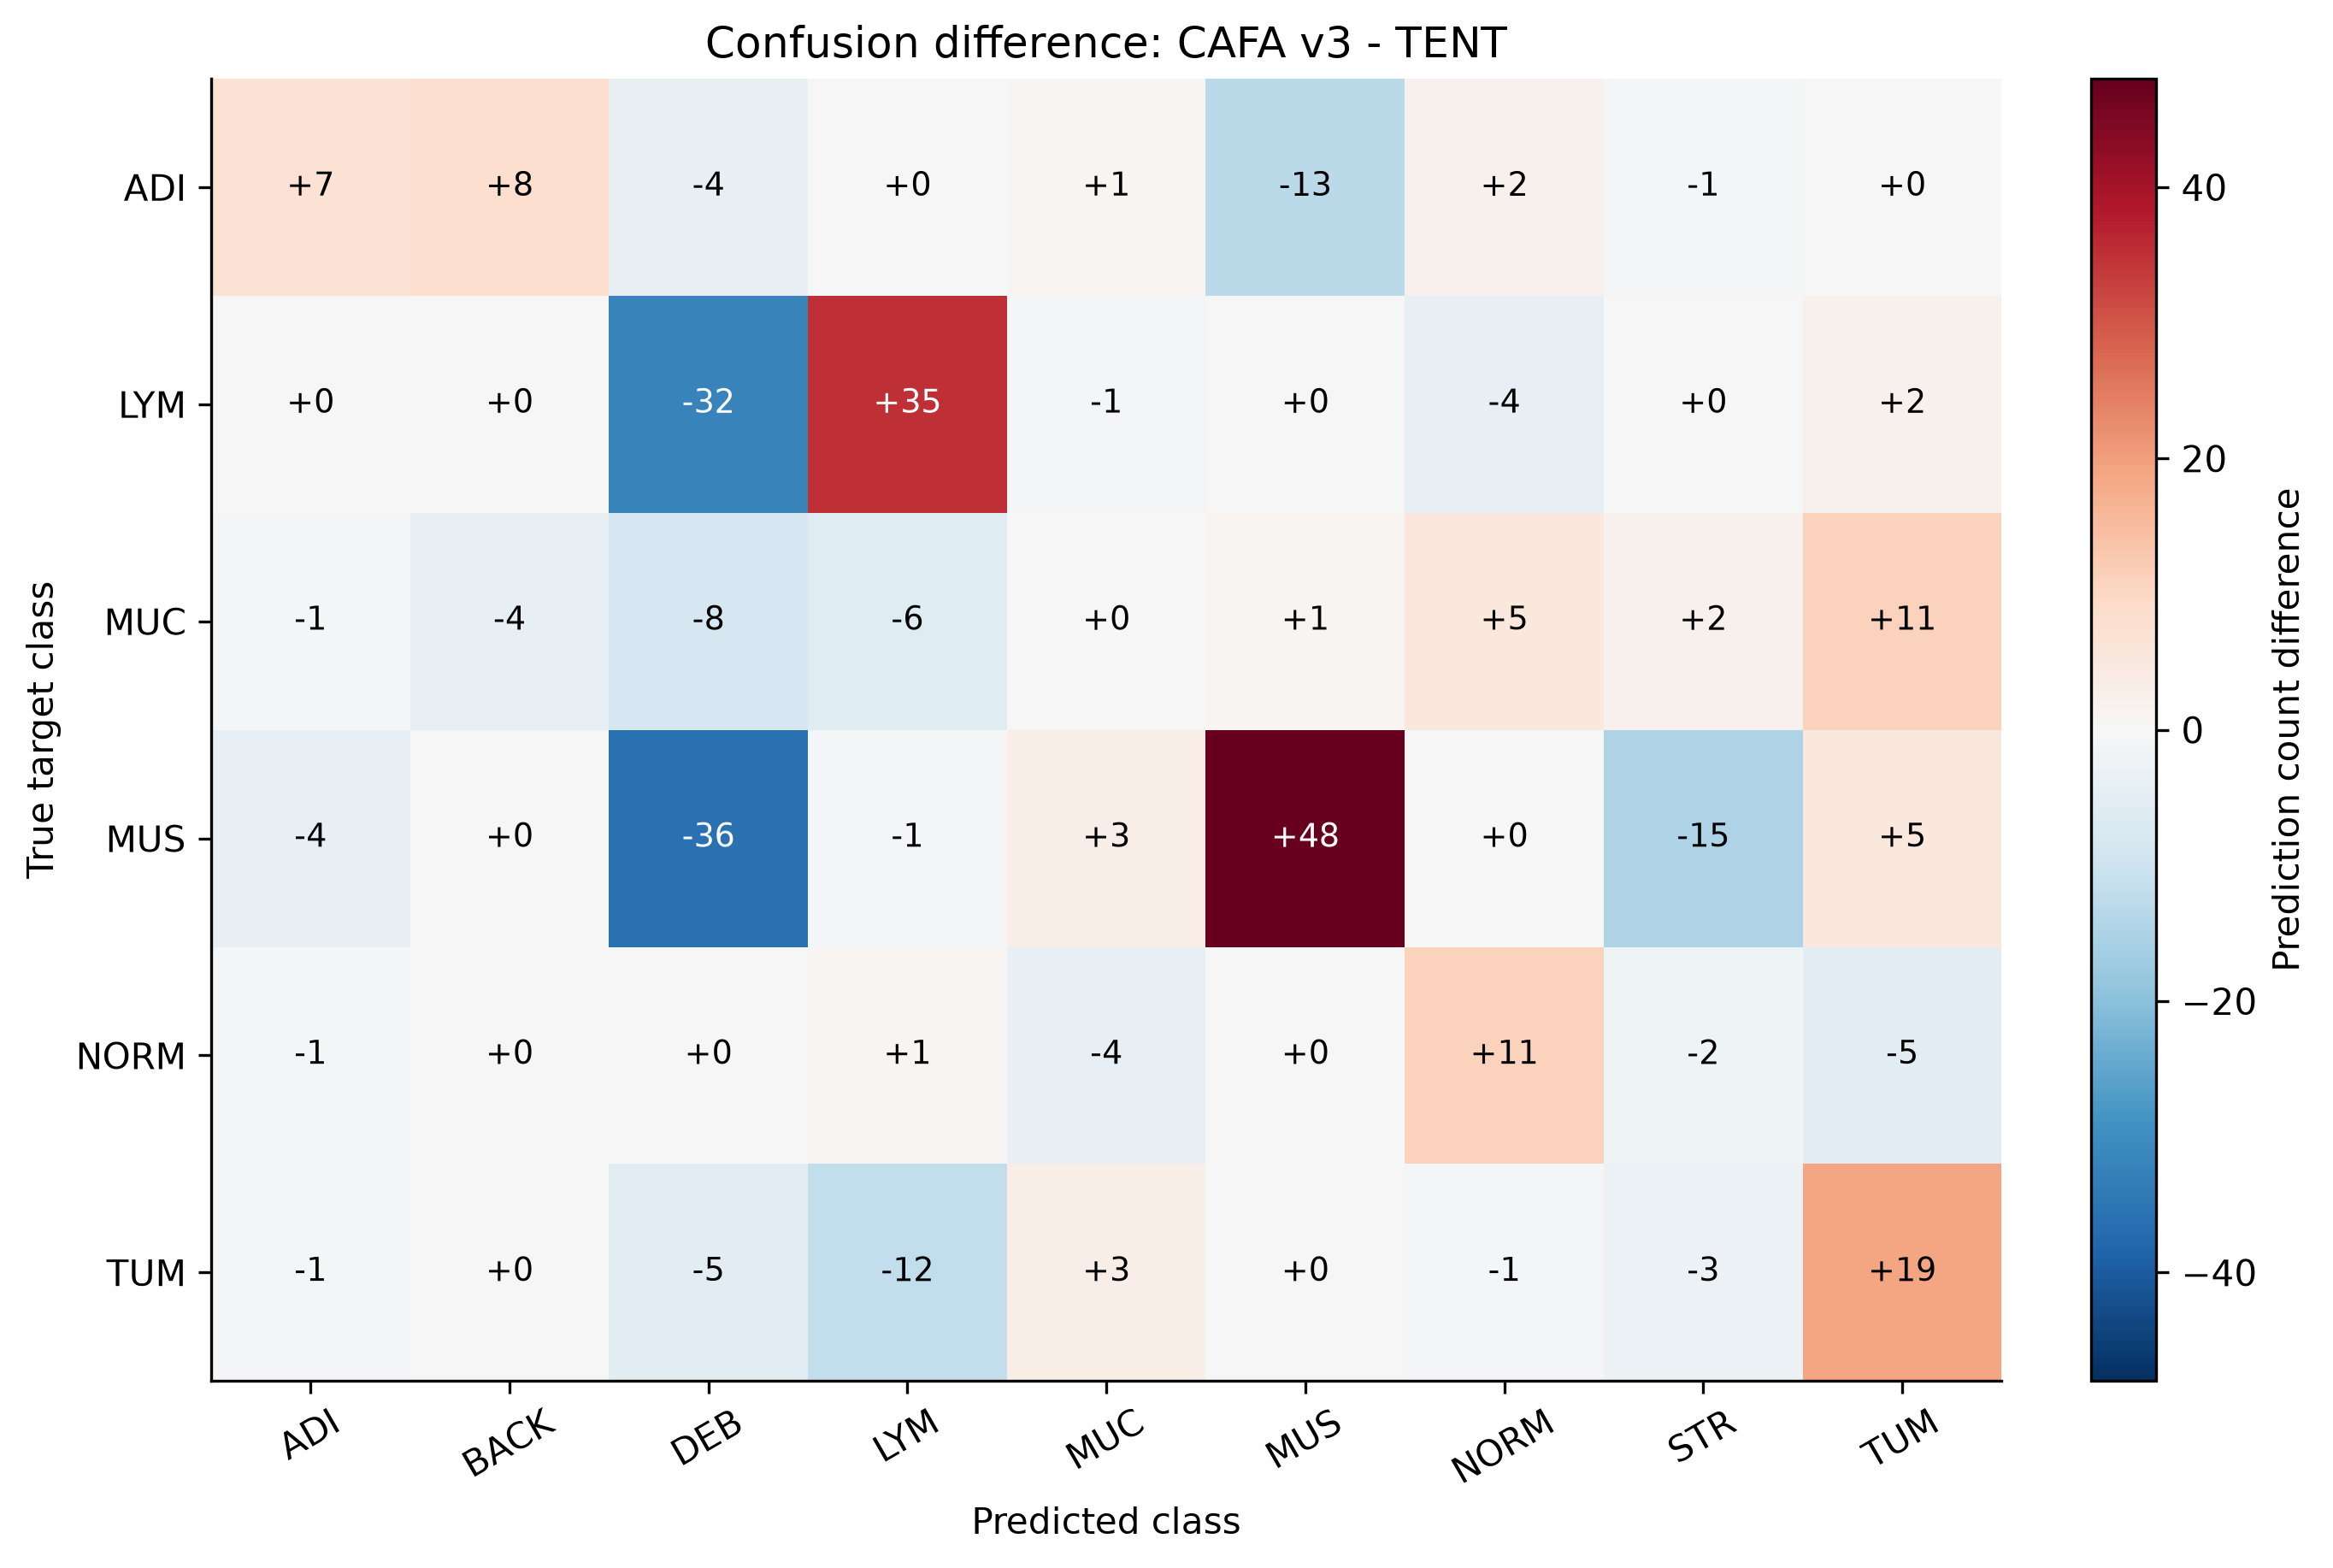 Confusion difference: CAFA v3 - TENT
True target class
ADI +7 +8 -4 +0 +1 -13 +2 -1 +0
LYM +0 +0 -32 +35 -1 +0 -4 +0 +2
MUC -1 -4 -8 -6 +0 +1 +5 +2 +11
MUS -4 +0 -36 -1 +3 +48 +0 -15 +5
NORM -1 +0 +0 +1 -4 +0 +11 -2 -5
TUM -1 +0 -5 -12 +3 +0 -1 -3 +19
ADI BACK DEB LYM MUC MUS NORM STR TUM
Predicted class
40
20
0
−20
−40
Prediction count difference